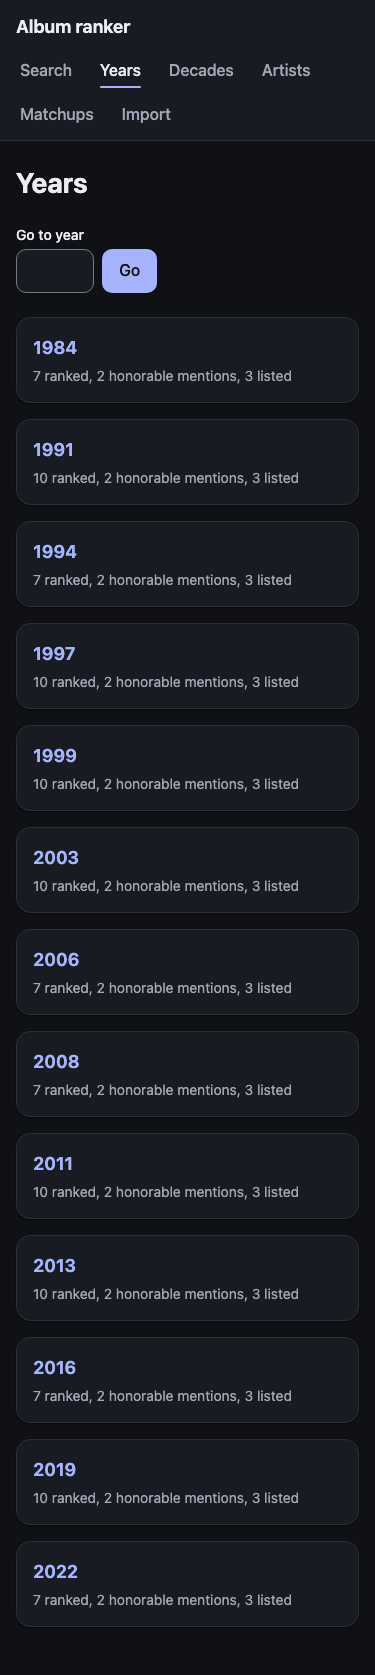 Album ranker
Search Years Decades Artists
Matchups Import
Years
Go to year
Go
1984
7 ranked, 2 honorable mentions, 3 listed
1991
10 ranked, 2 honorable mentions, 3 listed
1994
7 ranked, 2 honorable mentions, 3 listed
1997
10 ranked, 2 honorable mentions, 3 listed
1999
10 ranked, 2 honorable mentions, 3 listed
2003
10 ranked, 2 honorable mentions, 3 listed
2006
7 ranked, 2 honorable mentions, 3 listed
2008
7 ranked, 2 honorable mentions, 3 listed
2011
10 ranked, 2 honorable mentions, 3 listed
2013
10 ranked, 2 honorable mentions, 3 listed
2016
7 ranked, 2 honorable mentions, 3 listed
2019
10 ranked, 2 honorable mentions, 3 listed
2022
7 ranked, 2 honorable mentions, 3 listed